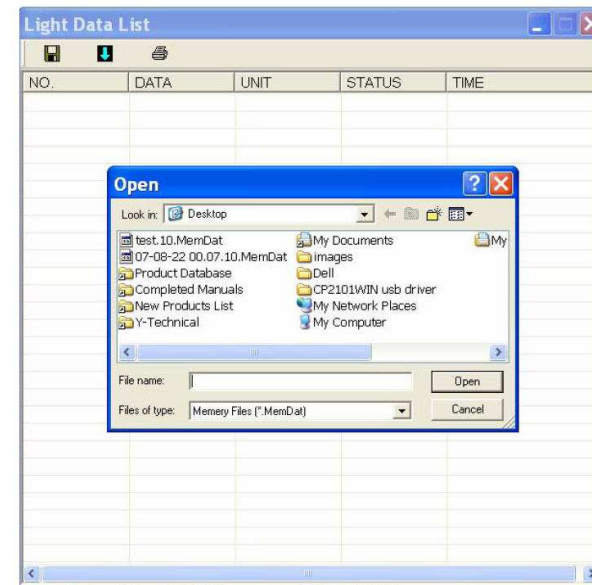 Light Data List
NO. DATA UNIT STATUS TIME
Open
Look in: Desktop
test.10.MemDat My Documents My
07-08-22 00.07.10.MemDat images
Product Database Dell
Completed Manuals CP2101WIN usb driver
New Products List My Network Places
Y-Technical My Computer
File name: Open
Files of type: Memery Files (*.MemDat) Cancel